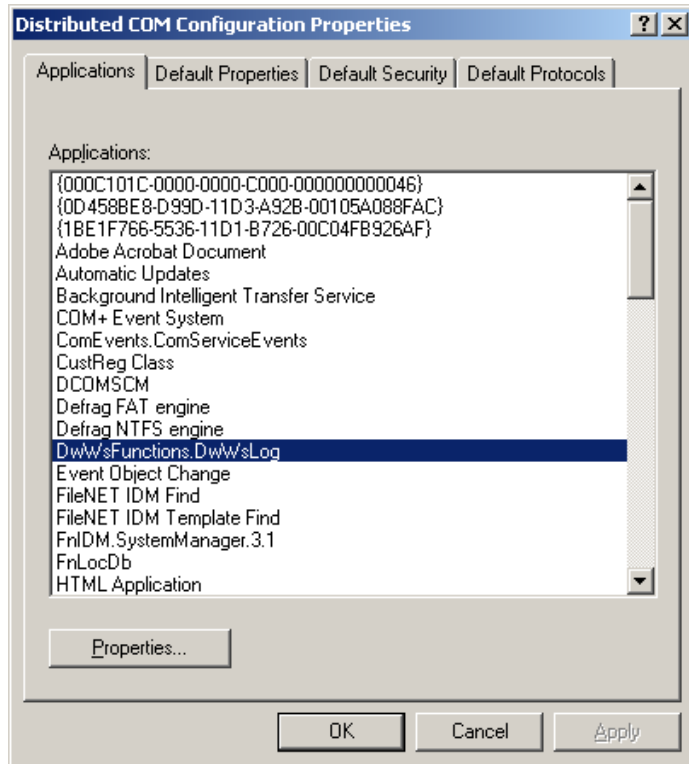 Distributed COM Configuration Properties
Applications Default Properties Default Security Default Protocols
Applications:
{000C101C-0000-0000-C000-000000000046}
{0D458BE8-D99D-11D3-A92B-00105A088FAC}
{1BE1F766-5536-11D1-B726-00C04FB926AF}
Adobe Acrobat Document
Automatic Updates
Background Intelligent Transfer Service
COM+ Event System
ComEvents.ComServiceEvents
CustReg Class
DCOMSCM
Defrag FAT engine
Defrag NTFS engine
DwWsFunctions.DwWsLog
Event Object Change
FileNET IDM Find
FileNET IDM Template Find
FnIDM.SystemManager.3.1
FnLocDb
HTML Application
Properties...
OK Cancel Apply